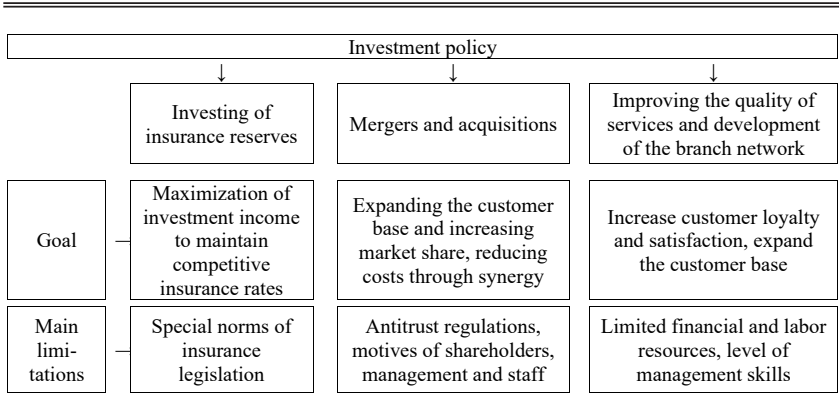 Investment policy
↓ ↓ ↓
Investing of
insurance reserves
Mergers and acquisitions
Improving the quality of
services and development
of the branch network
Goal
Maximization of
investment income
to maintain
competitive
insurance rates
Expanding the customer
base and increasing
market share, reducing
costs through synergy
Increase customer loyalty
and satisfaction, expand
the customer base
Main
limi-
tations
Special norms of
insurance
legislation
Antitrust regulations,
motives of shareholders,
management and staff
Limited financial and labor
resources, level of
management skills